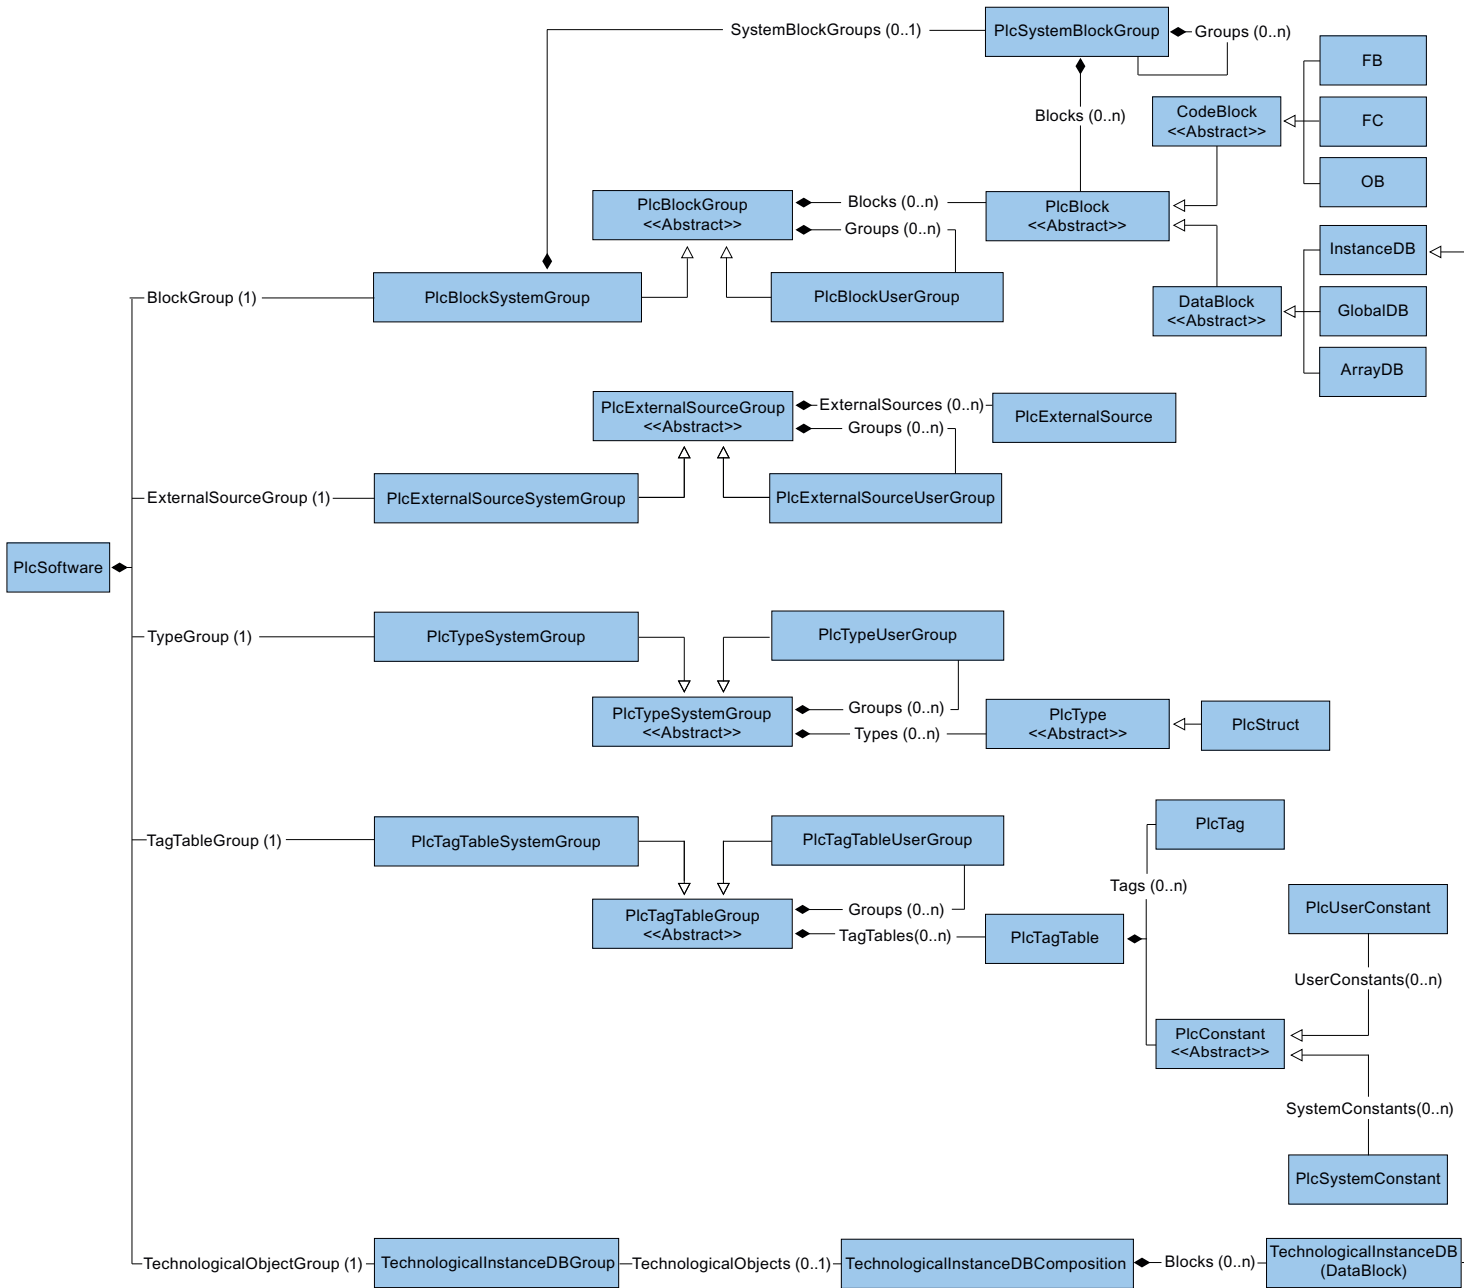 SystemBlockGroups (0..1)
PlcSystemBlockGroup
Groups (0..n)
FB
Blocks (0..n)
CodeBlock
<<Abstract>>
FC
OB
PlcBlockGroup
<<Abstract>>
Blocks (0..n)
Groups (0..n)
PlcBlock
<<Abstract>>
InstanceDB
BlockGroup (1)
PlcBlockSystemGroup
PlcBlockUserGroup
DataBlock
<<Abstract>>
GlobalDB
ArrayDB
PlcExternalSourceGroup
<<Abstract>>
ExternalSources (0..n)
Groups (0..n)
PlcExternalSource
ExternalSourceGroup (1)
PlcExternalSourceSystemGroup
PlcExternalSourceUserGroup
PlcSoftware
TypeGroup (1)
PlcTypeSystemGroup
PlcTypeUserGroup
PlcTypeSystemGroup
<<Abstract>>
Groups (0..n)
Types (0..n)
PlcType
<<Abstract>>
PlcStruct
TagTableGroup (1)
PlcTagTableSystemGroup
PlcTagTableUserGroup
PlcTag
Tags (0..n)
PlcTagTableGroup
<<Abstract>>
Groups (0..n)
TagTables(0..n)
PlcTagTable
PlcUserConstant
UserConstants(0..n)
PlcConstant
<<Abstract>>
SystemConstants(0..n)
PlcSystemConstant
TechnologicalObjectGroup (1)
TechnologicalInstanceDBGroup
TechnologicalObjects (0..1)
TechnologicalInstanceDBComposition
Blocks (0..n)
TechnologicalInstanceDB
(DataBlock)